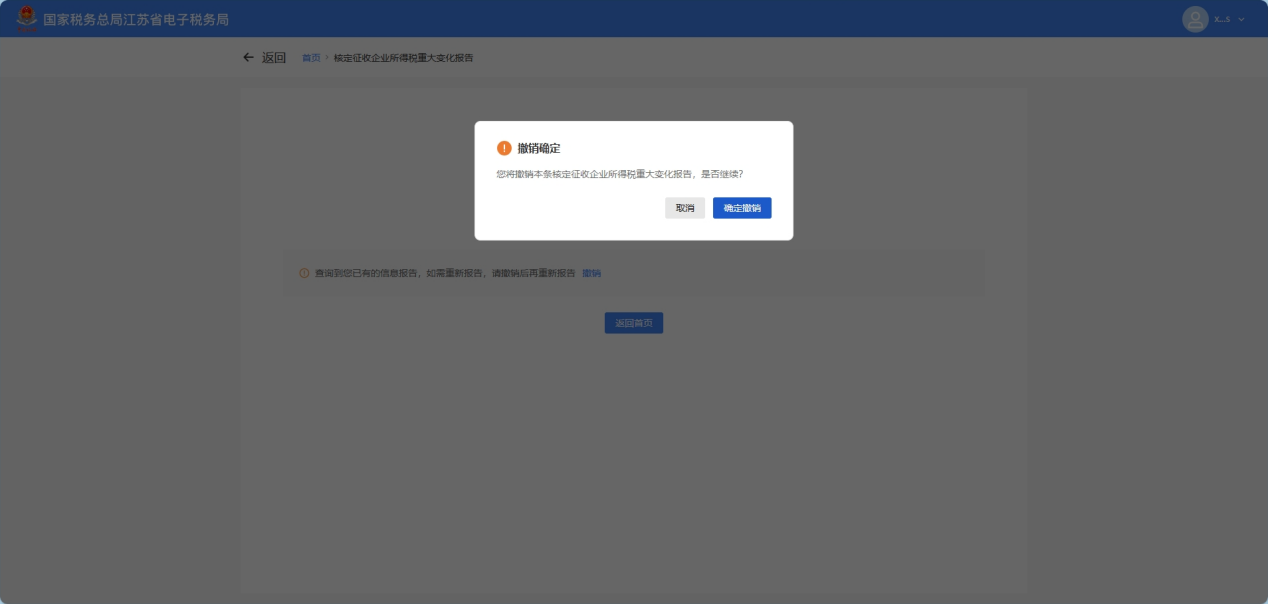 国家税务总局江苏省电子税务局
x...s
返回 首页 › 核定征收企业所得税重大变化报告
撤销确定
您将撤销本条核定征收企业所得税重大变化报告，是否继续？
取消 确定撤销
查询到您已有的信息报告，如需重新报告，请撤销后再重新报告 撤销
返回首页